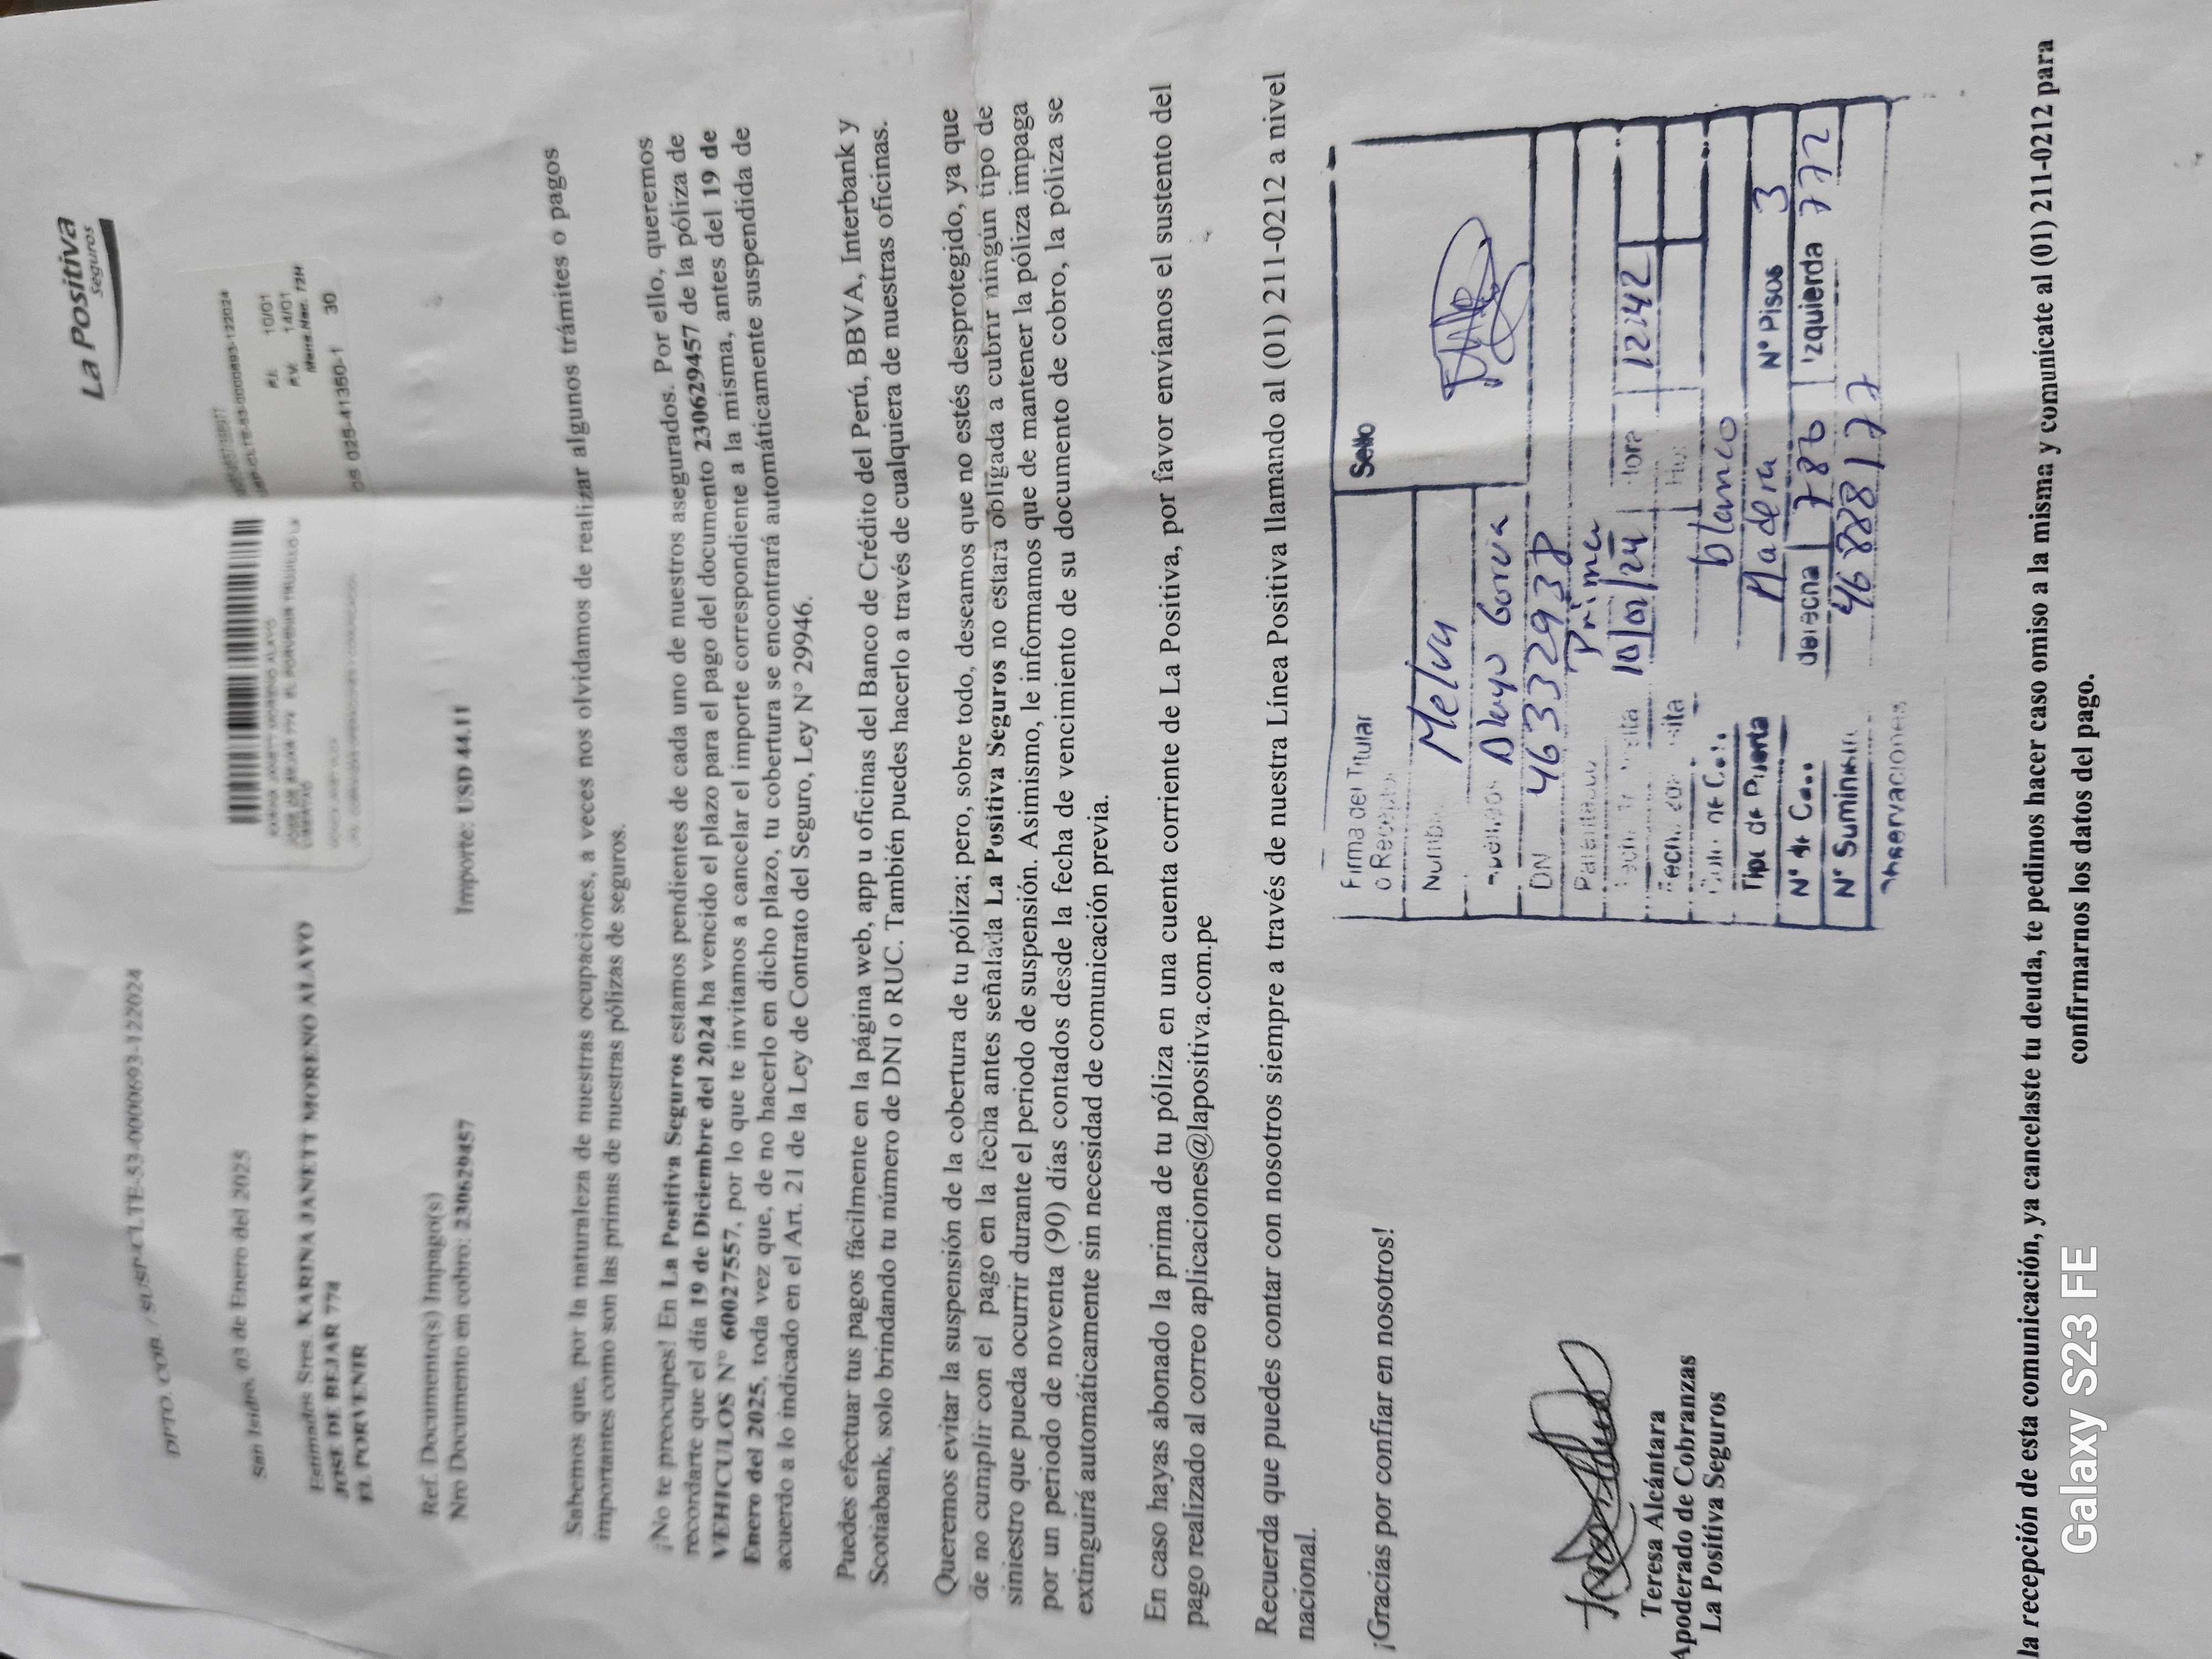 La Positiva
Seguros
DPTO. COB. / SUSP-CLTE-53-0000693-122024
San Isidro, 03 de Enero del 2025
Estimados Sres. KARINA JANETT MORENO ALAYO
JOSE DE BEJAR 778
EL PORVENIR
Ref. Documento(s) Impago(s)
Nro Documento en cobro: 230629457 Importe: USD 44.11
Sabemos que, por la naturaleza de nuestras ocupaciones, a veces nos olvidamos de realizar algunos trámites o pagos
importantes como son las primas de nuestras pólizas de seguros.
¡No te preocupes! En La Positiva Seguros estamos pendientes de cada uno de nuestros asegurados. Por ello, queremos
recordarte que el día 19 de Diciembre del 2024 ha vencido el plazo para el pago del documento 230629457 de la póliza de
VEHICULOS N° 60027557, por lo que te invitamos a cancelar el importe correspondiente a la misma, antes del 19 de
Enero del 2025, toda vez que, de no hacerlo en dicho plazo, tu cobertura se encontrará automáticamente suspendida de
acuerdo a lo indicado en el Art. 21 de la Ley de Contrato del Seguro, Ley N° 29946.
Puedes efectuar tus pagos fácilmente en la página web, app u oficinas del Banco de Crédito del Perú, BBVA, Interbank y
Scotiabank, solo brindando tu número de DNI o RUC. También puedes hacerlo a través de cualquiera de nuestras oficinas.
Queremos evitar la suspensión de la cobertura de tu póliza; pero, sobre todo, deseamos que no estés desprotegido, ya que
de no cumplir con el pago en la fecha antes señalada La Positiva Seguros no estara obligada a cubrir ningún tipo de
siniestro que pueda ocurrir durante el periodo de suspensión. Asimismo, le informamos que de mantener la póliza impaga
por un periodo de noventa (90) días contados desde la fecha de vencimiento de su documento de cobro, la póliza se
extinguirá automáticamente sin necesidad de comunicación previa.
En caso hayas abonado la prima de tu póliza en una cuenta corriente de La Positiva, por favor envíanos el sustento del
pago realizado al correo aplicaciones@lapositiva.com.pe
Recuerda que puedes contar con nosotros siempre a través de nuestra Línea Positiva llamando al (01) 211-0212 a nivel
nacional.
¡Gracias por confiar en nosotros!
Teresa Alcántara
Apoderado de Cobranzas
La Positiva Seguros
Firma del Titular
o Receptor
Sello
Melva
DNI 46332938
Prima
10/01/24 Hora 12:42
blanco
Tipo de Puerta Madera N° Pisos 3
N° de Casa derecha 786 Izquierda 772
N° Suministro 46888177
Observaciones
la recepción de esta comunicación, ya cancelaste tu deuda, te pedimos hacer caso omiso a la misma y comunícate al (01) 211-0212 para
confirmarnos los datos del pago.
Galaxy S23 FE